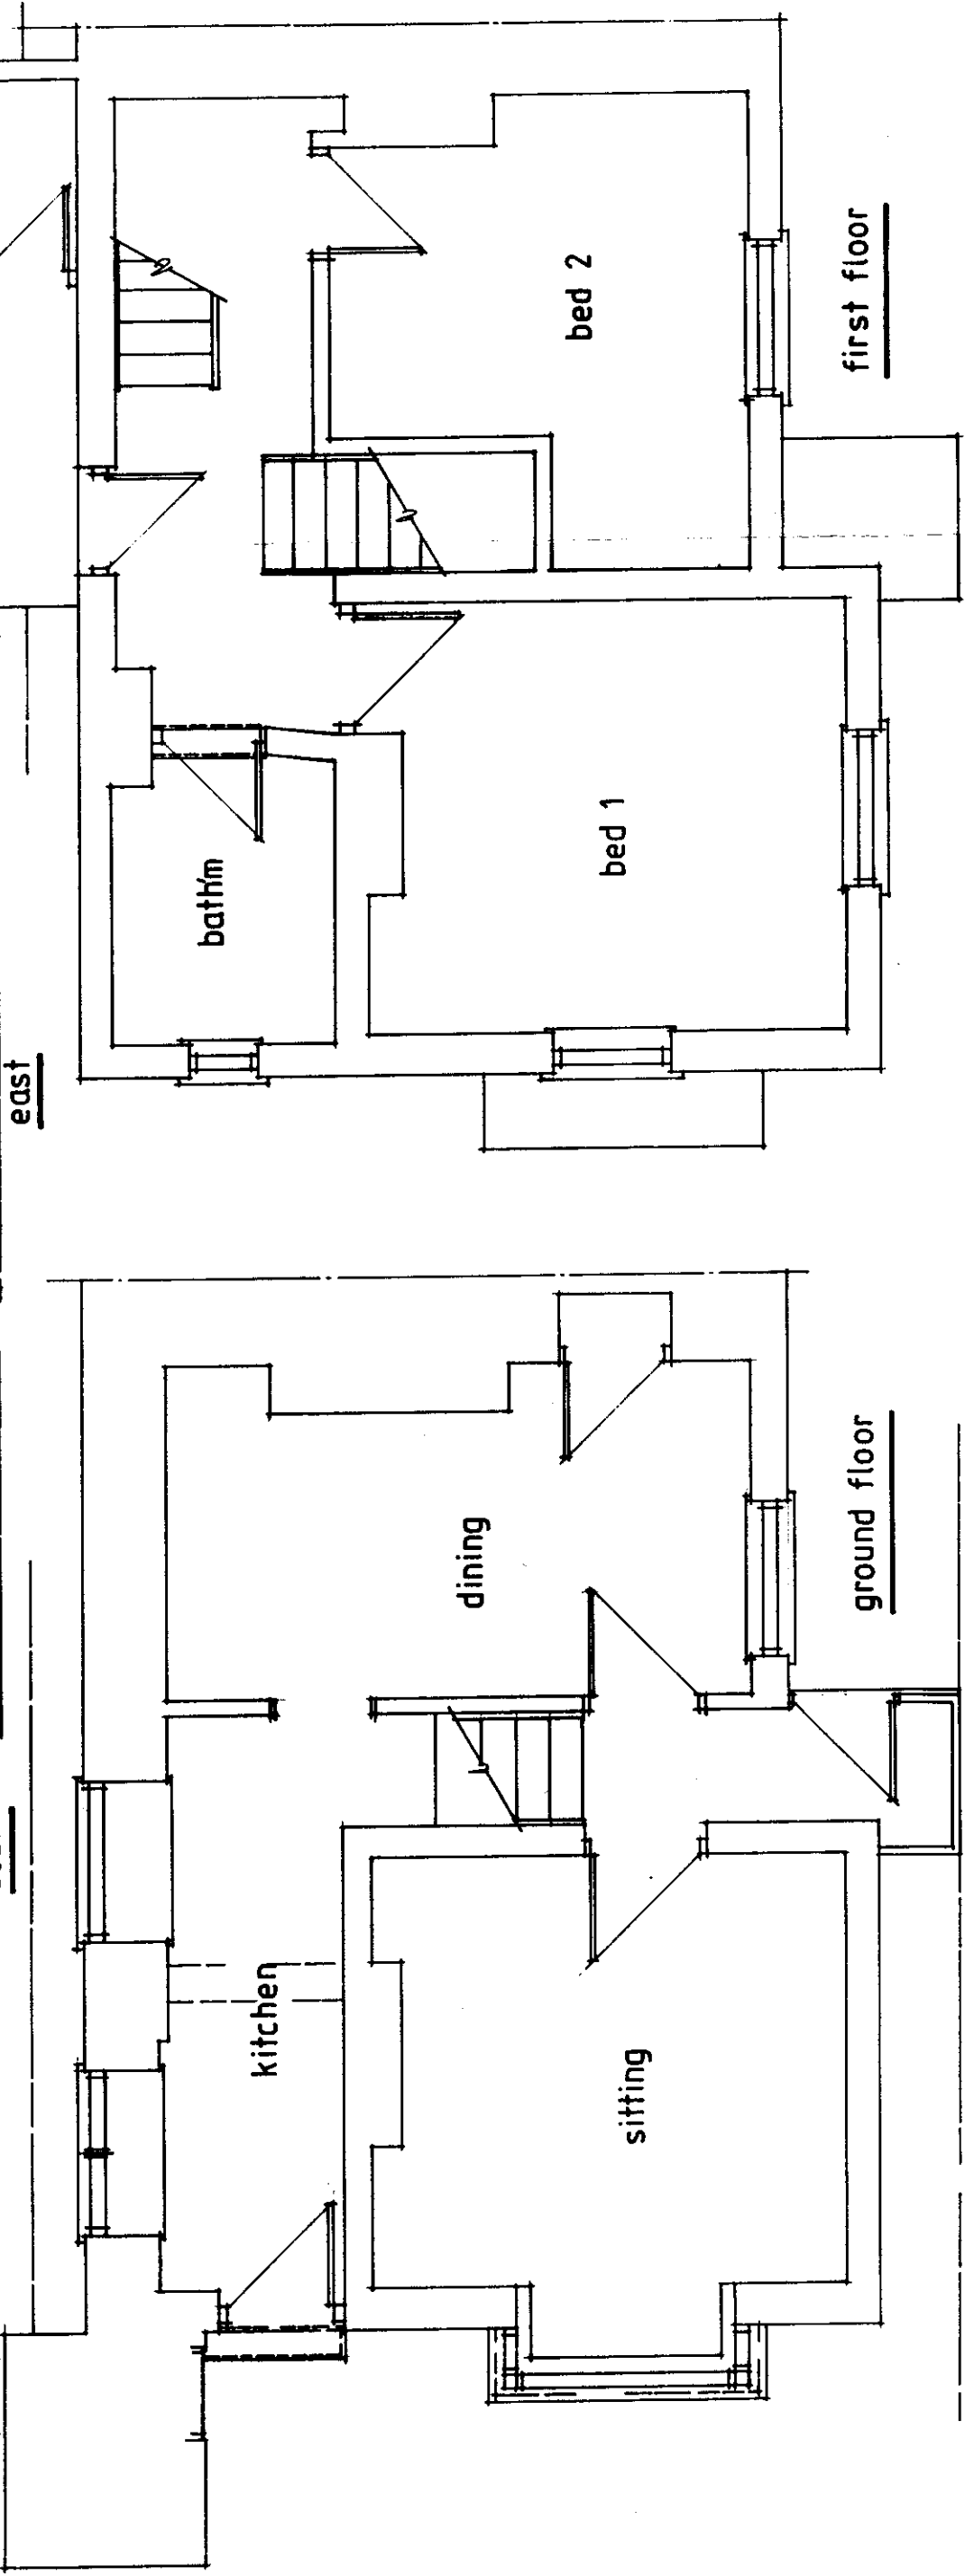 east
bath'm
bed 1
bed 2
first floor
kitchen
dining
sitting
ground floor